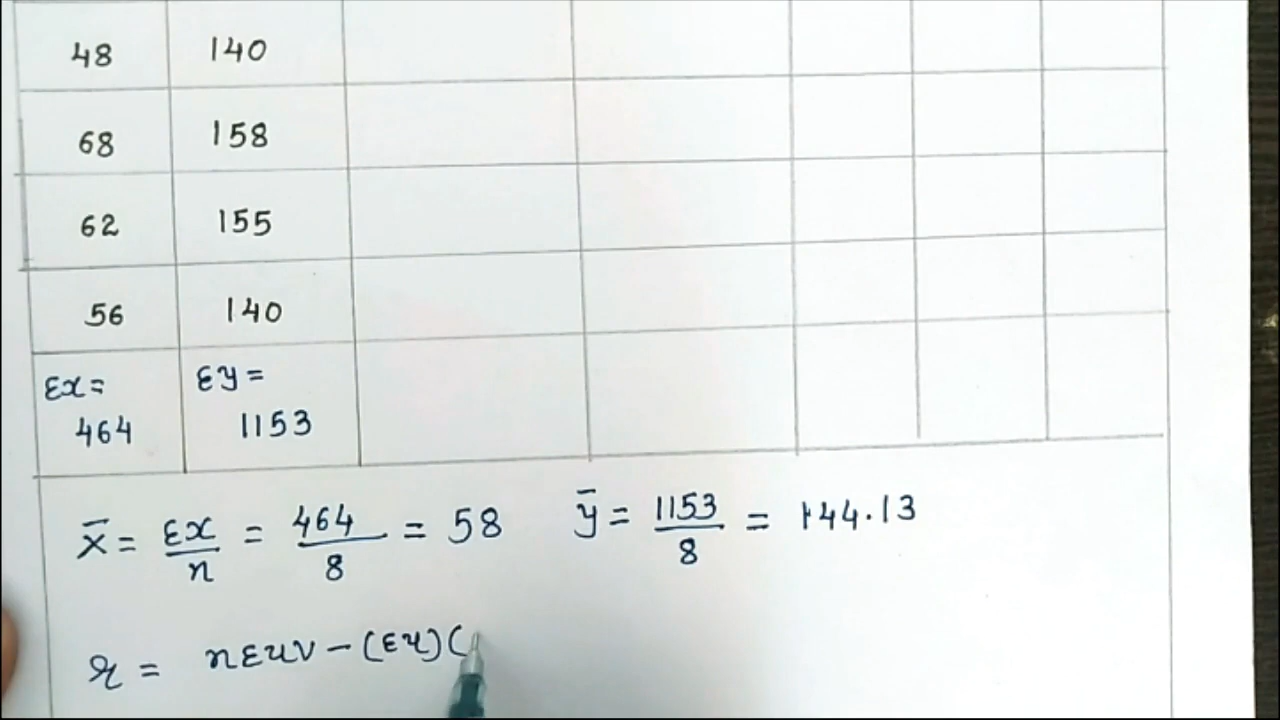 48 140
68 158
62 155
56 140
Σx = Σy =
464 1153
x̄ = Σx/n = 464/8 = 58 ȳ = 1153/8 = 144.13
r = nΣuv - (Σu)(